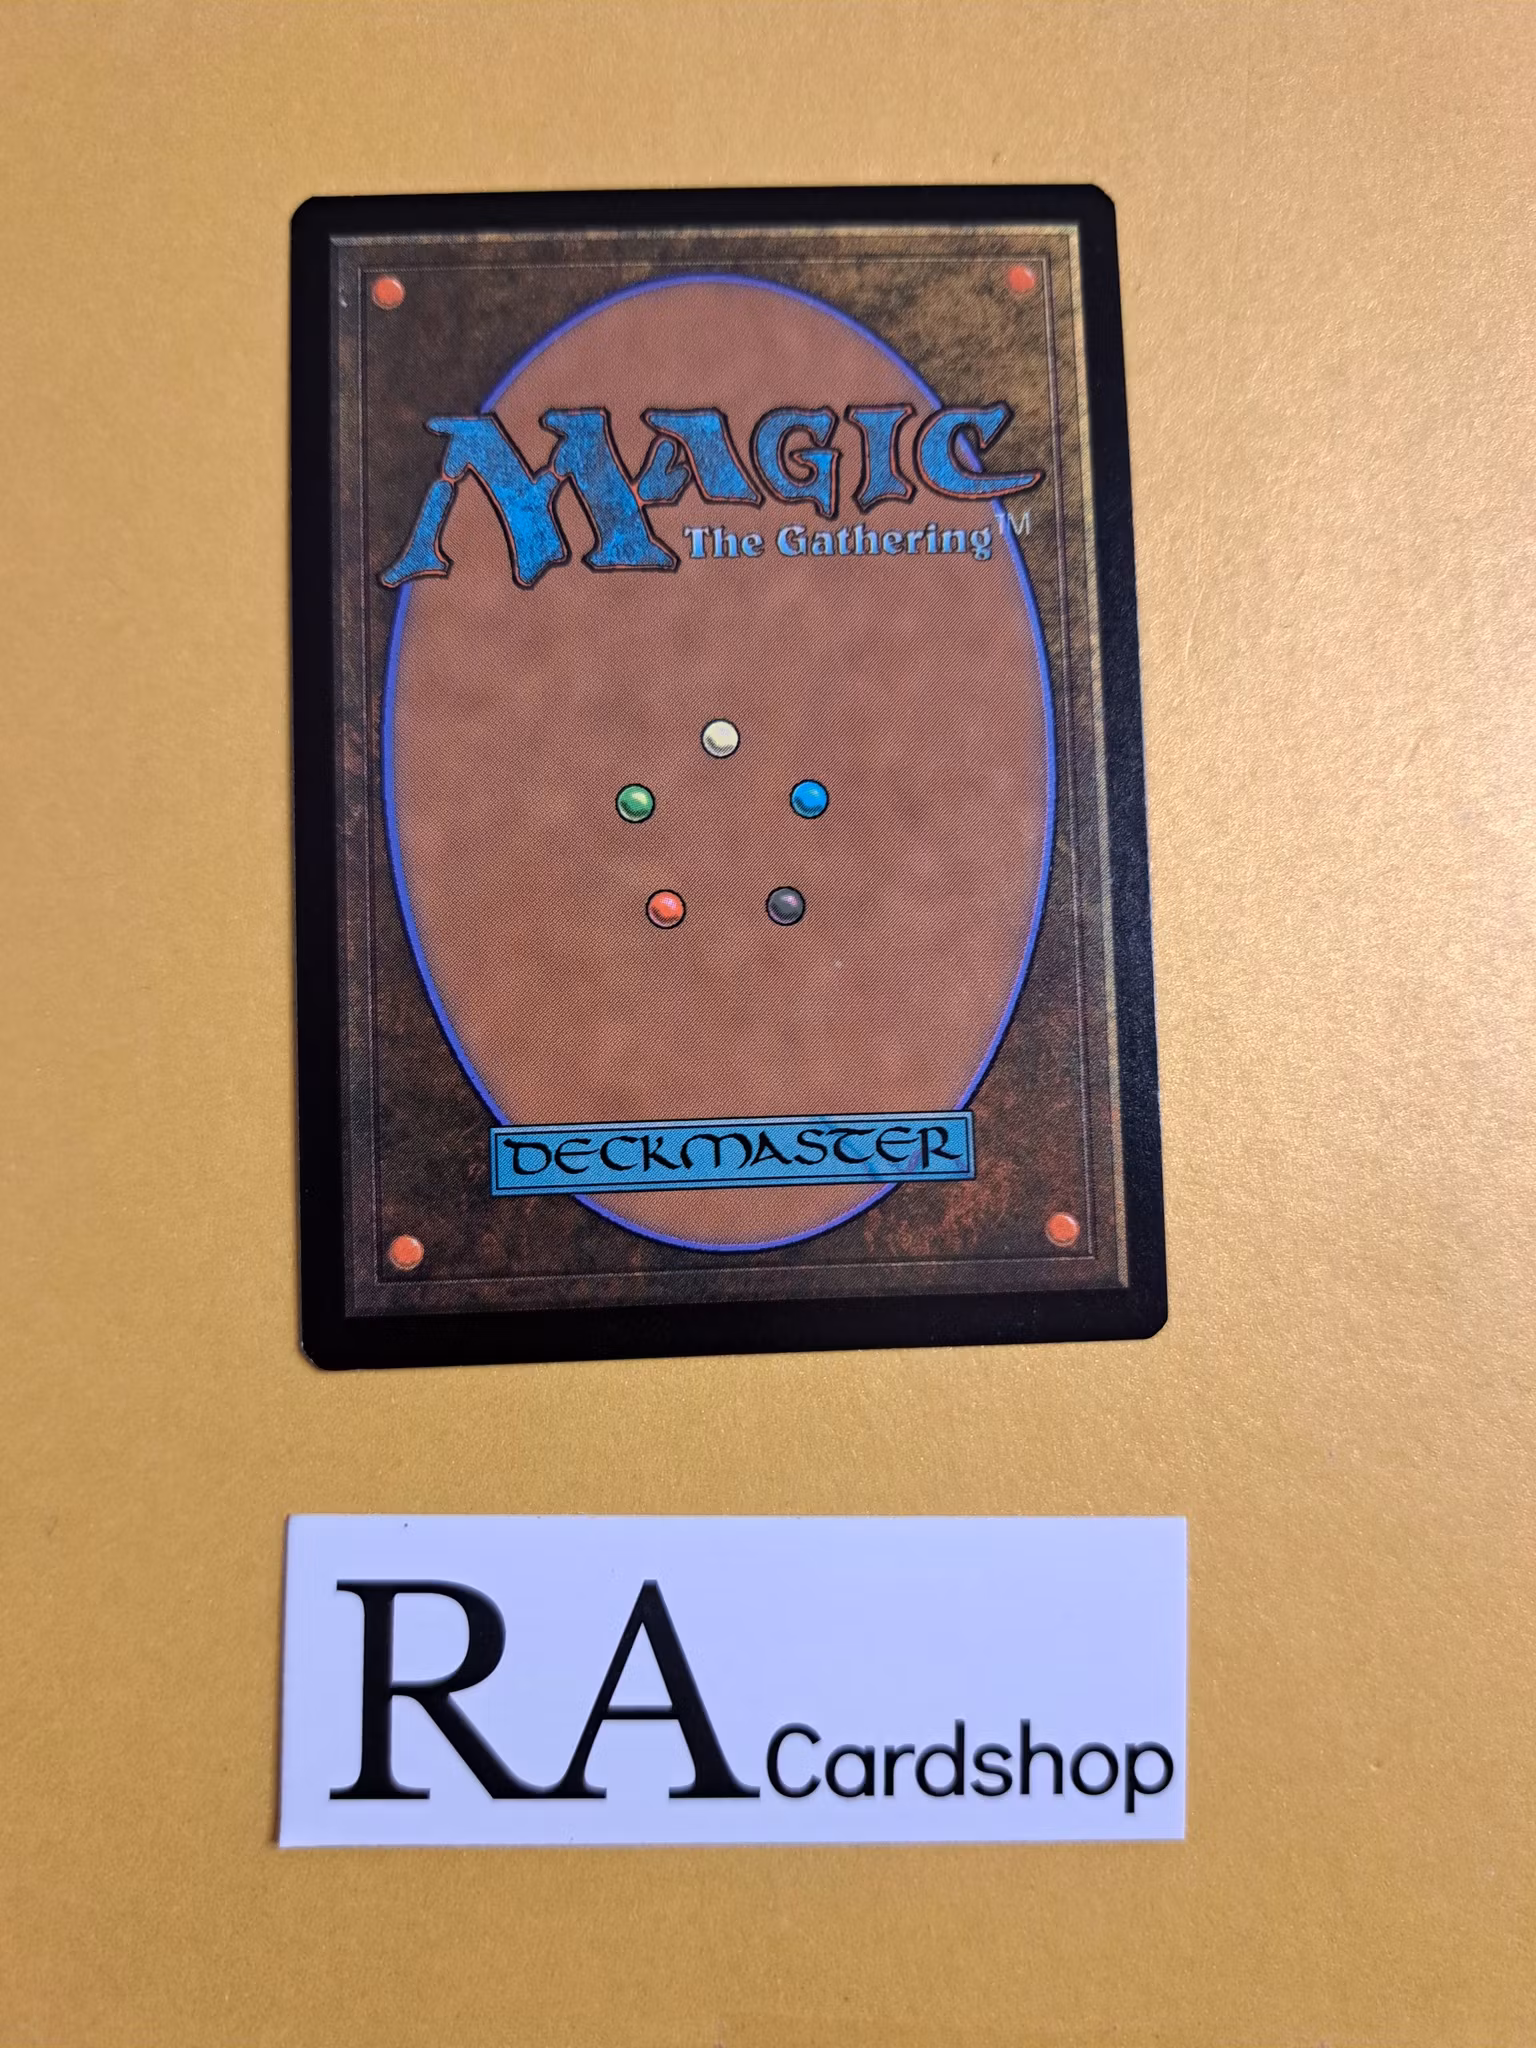 MAGIC
The Gathering™
DECKMASTER
RA Cardshop